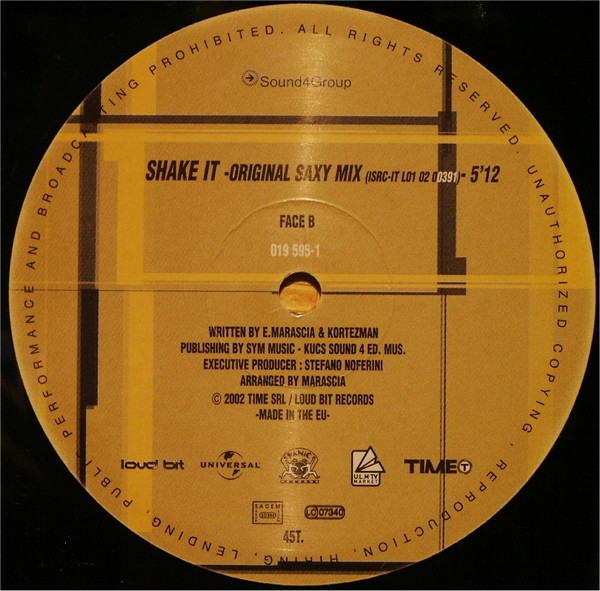 PERFORMANCE AND BROADCASTING PROHIBITED. ALL RIGHTS RESERVED. UNAUTHORIZED COPYING, REPRODUCTION, HIRING, LENDING, PUBLIC
Sound4Group
SHAKE IT -ORIGINAL SAXY MIX (ISRC-IT L01 02 00391)- 5'12
FACE B
019 595-1
WRITTEN BY E.MARASCIA & KORTEZMAN
PUBLISHING BY SYM MUSIC - KUCS SOUND 4 ED. MUS.
EXECUTIVE PRODUCER : STEFANO NOFERINI
ARRANGED BY MARASCIA
© 2002 TIME SRL / LOUD BIT RECORDS
-MADE IN THE EU-
loud bit UNIVERSAL PANIC U.L.M TV MARKET TIME T
SACEM LC 07340
45T.